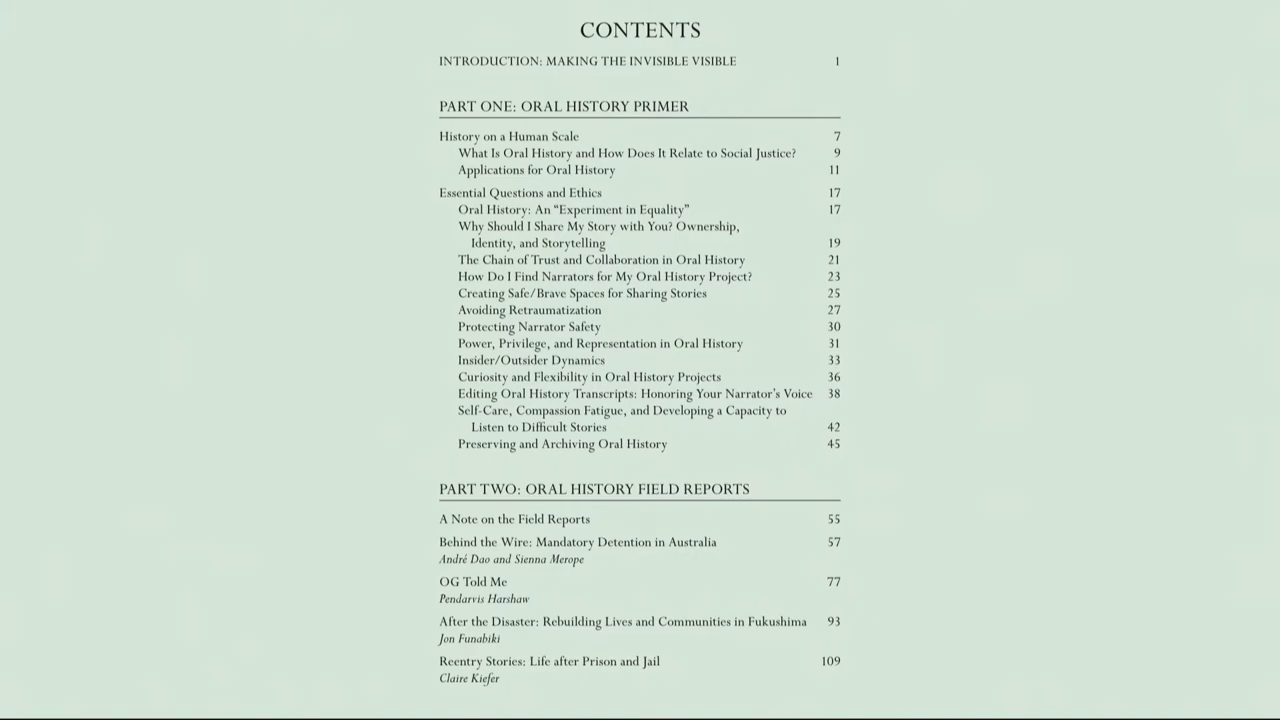 CONTENTS
INTRODUCTION: MAKING THE INVISIBLE VISIBLE 1
PART ONE: ORAL HISTORY PRIMER
History on a Human Scale 7
What Is Oral History and How Does It Relate to Social Justice? 9
Applications for Oral History 11
Essential Questions and Ethics 17
Oral History: An “Experiment in Equality” 17
Why Should I Share My Story with You? Ownership,
Identity, and Storytelling 19
The Chain of Trust and Collaboration in Oral History 21
How Do I Find Narrators for My Oral History Project? 23
Creating Safe/Brave Spaces for Sharing Stories 25
Avoiding Retraumatization 27
Protecting Narrator Safety 30
Power, Privilege, and Representation in Oral History 31
Insider/Outsider Dynamics 33
Curiosity and Flexibility in Oral History Projects 36
Editing Oral History Transcripts: Honoring Your Narrator’s Voice 38
Self-Care, Compassion Fatigue, and Developing a Capacity to
Listen to Difficult Stories 42
Preserving and Archiving Oral History 45
PART TWO: ORAL HISTORY FIELD REPORTS
A Note on the Field Reports 55
Behind the Wire: Mandatory Detention in Australia 57
André Dao and Sienna Merope
OG Told Me 77
Pendarvis Harshaw
After the Disaster: Rebuilding Lives and Communities in Fukushima 93
Jon Funabiki
Reentry Stories: Life after Prison and Jail 109
Claire Kiefer